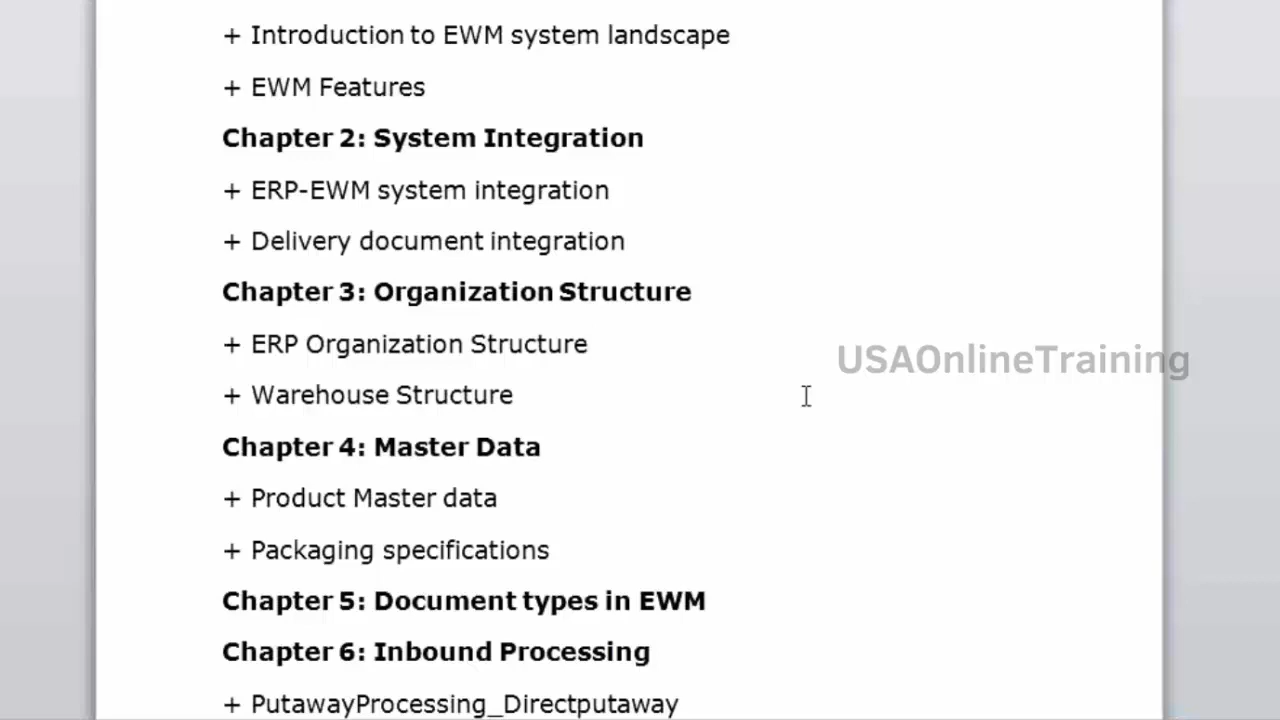 + Introduction to EWM system landscape
+ EWM Features
Chapter 2: System Integration
+ ERP-EWM system integration
+ Delivery document integration
Chapter 3: Organization Structure
+ ERP Organization Structure
USAOnlineTraining
+ Warehouse Structure
Chapter 4: Master Data
+ Product Master data
+ Packaging specifications
Chapter 5: Document types in EWM
Chapter 6: Inbound Processing
+ PutawayProcessing_Directputaway